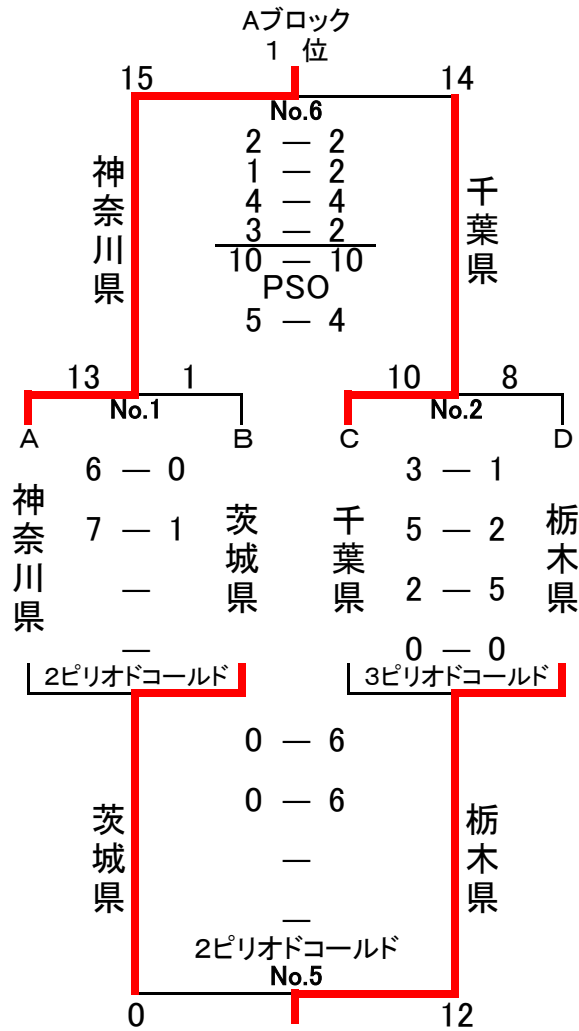 Aブロック
1 位
15 14
No.6
2 — 2
1 — 2
4 — 4
3 — 2
10 — 10
PSO
5 — 4
神奈川県
千葉県
13 1
No.1
10 8
No.2
A B C D
神奈川県
6 — 0
7 — 1
—
—
茨城県
千葉県
3 — 1
5 — 2
2 — 5
0 — 0
栃木県
2ピリオドコールド
3ピリオドコールド
茨城県
0 — 6
0 — 6
—
—
栃木県
2ピリオドコールド
No.5
0 12